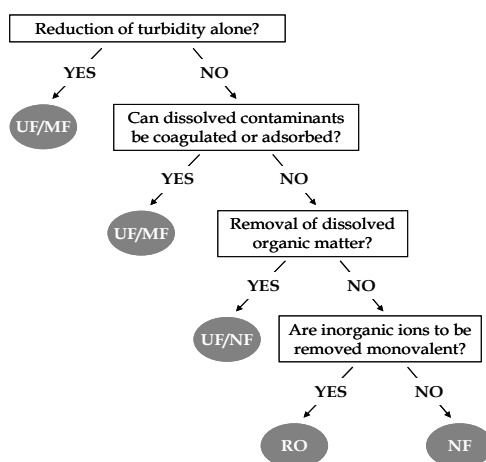 Reduction of turbidity alone?
YES
NO
UF/MF
Can dissolved contaminants
be coagulated or adsorbed?
YES
NO
UF/MF
Removal of dissolved
organic matter?
YES
NO
UF/NF
Are inorganic ions to be
removed monovalent?
YES
NO
RO
NF